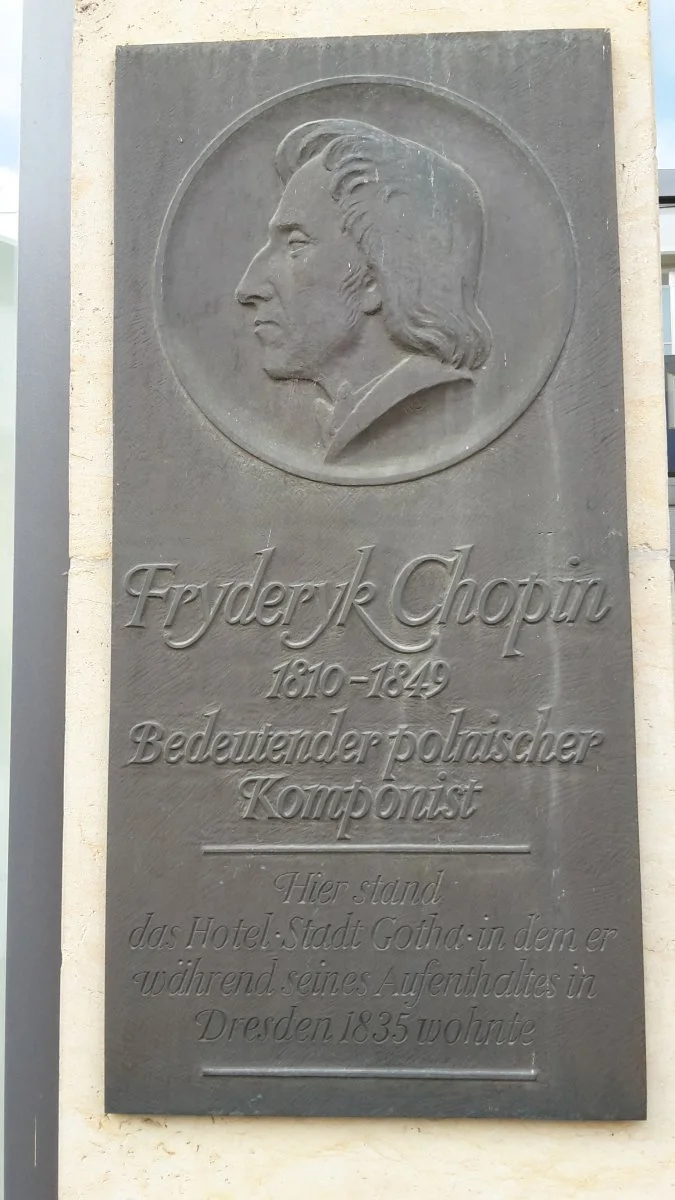 Fryderyk Chopin
1810-1849
Bedeutender polnischer
Komponist
Hier stand
das Hotel·Stadt Gotha·in dem er
während seines Aufenthaltes in
Dresden 1835 wohnte